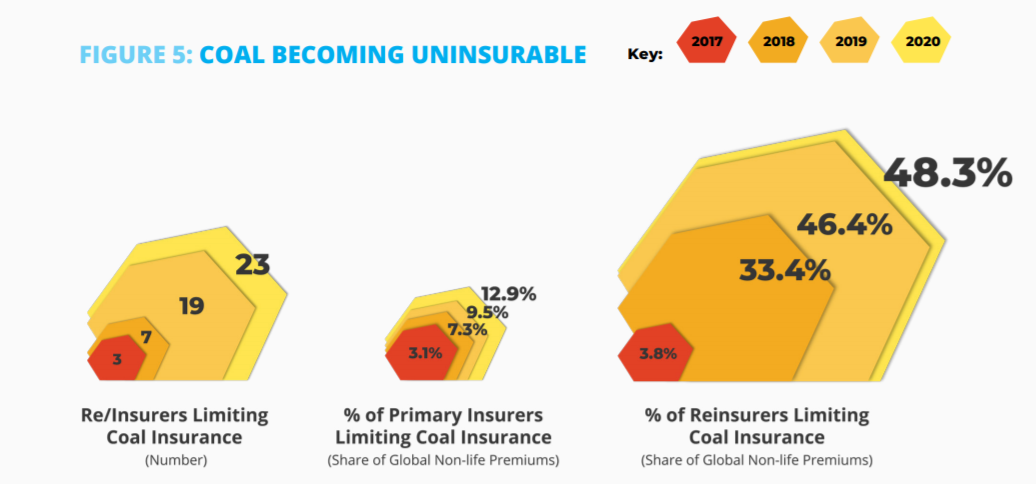 FIGURE 5: COAL BECOMING UNINSURABLE
Key: 2017 2018 2019 2020
23
19
7
3
Re/Insurers Limiting
Coal Insurance
(Number)
12.9%
9.5%
7.3%
3.1%
% of Primary Insurers
Limiting Coal Insurance
(Share of Global Non-life Premiums)
48.3%
46.4%
33.4%
3.8%
% of Reinsurers Limiting
Coal Insurance
(Share of Global Non-life Premiums)